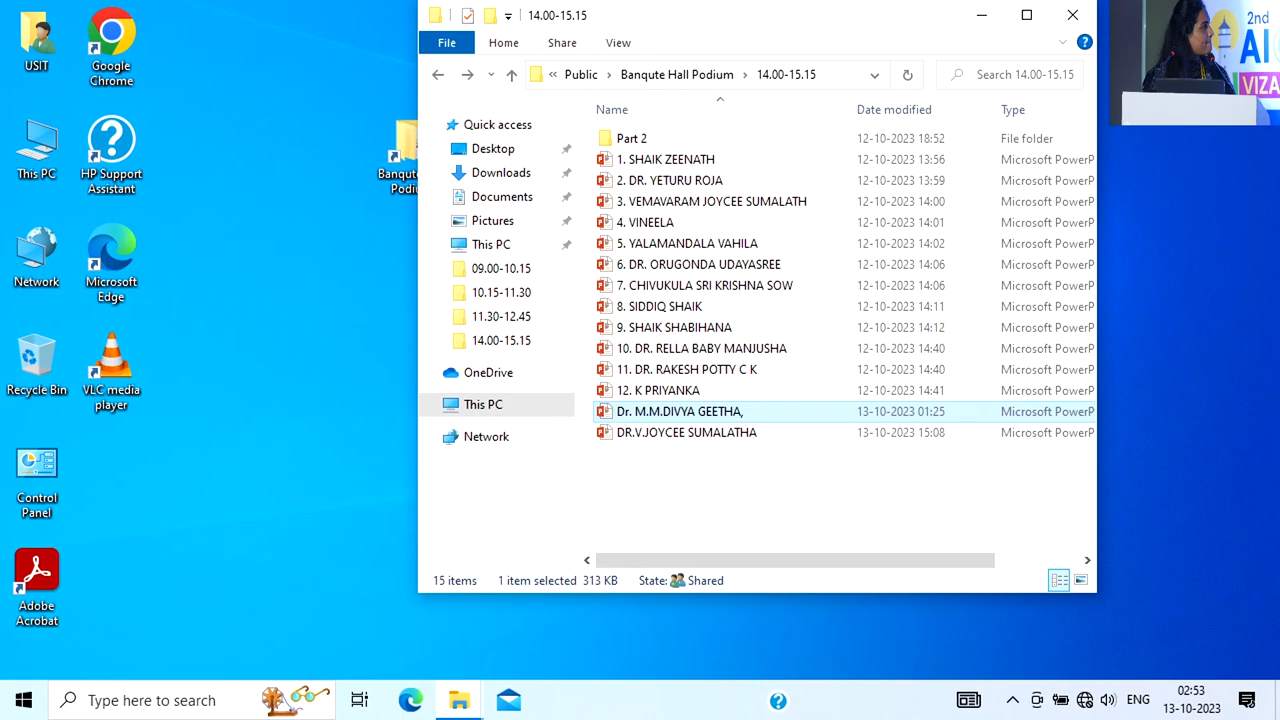 USIT
Google Chrome
This PC
HP Support Assistant
Network
Microsoft Edge
Recycle Bin
VLC media player
Control Panel
Adobe Acrobat
Banqute
14.00-15.15
File Home Share View
Public Banqute Hall Podium 14.00-15.15
Search 14.00-15.15
Quick access
Desktop
Downloads
Documents
Pictures
This PC
09.00-10.15
10.15-11.30
11.30-12.45
14.00-15.15
OneDrive
This PC
Network
Name Date modified Type
Part 2 12-10-2023 18:52 File folder
1. SHAIK ZEENATH 12-10-2023 13:56 Microsoft PowerP
2. DR. YETURU ROJA 12-10-2023 13:59 Microsoft PowerP
3. VEMAVARAM JOYCEE SUMALATH 12-10-2023 14:00 Microsoft PowerP
4. VINEELA 12-10-2023 14:01 Microsoft PowerP
5. YALAMANDALA VAHILA 12-10-2023 14:02 Microsoft PowerP
6. DR. ORUGONDA UDAYASREE 12-10-2023 14:06 Microsoft PowerP
7. CHIVUKULA SRI KRISHNA SOW 12-10-2023 14:06 Microsoft PowerP
8. SIDDIQ SHAIK 12-10-2023 14:11 Microsoft PowerP
9. SHAIK SHABIHANA 12-10-2023 14:12 Microsoft PowerP
10. DR. RELLA BABY MANJUSHA 12-10-2023 14:40 Microsoft PowerP
11. DR. RAKESH POTTY C K 12-10-2023 14:40 Microsoft PowerP
12. K PRIYANKA 12-10-2023 14:41 Microsoft PowerP
Dr. M.M.DIVYA GEETHA, 13-10-2023 01:25 Microsoft PowerP
DR.V.JOYCEE SUMALATHA 13-10-2023 15:08 Microsoft PowerP
15 items 1 item selected 313 KB State: Shared
2nd
VIZA
Type here to search
ENG
02:53
13-10-2023